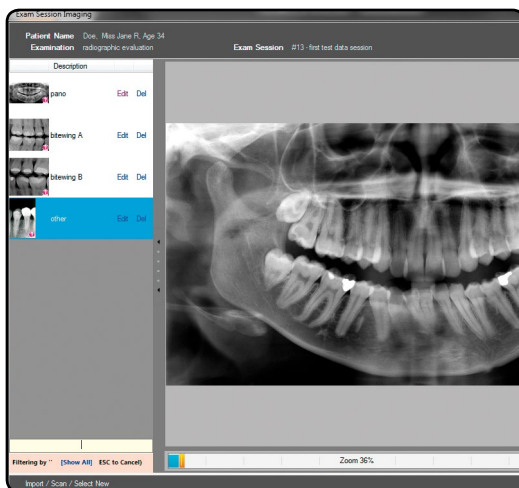 Exam Session Imaging
Patient Name Doe, Miss Jane R, Age 34
Examination radiographic evaluation Exam Session #13 - first test data session
Description
pano Edit Del
bitewing A Edit Del
bitewing B Edit Del
other Edit Del
Filtering by '' [Show All] ESC to Cancel)
Zoom 36%
Import / Scan / Select New